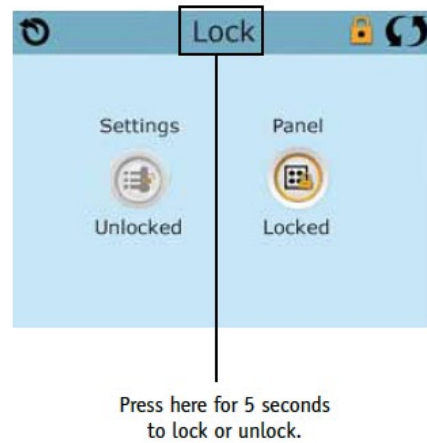 Lock
Settings Panel
Unlocked Locked
Press here for 5 seconds
to lock or unlock.